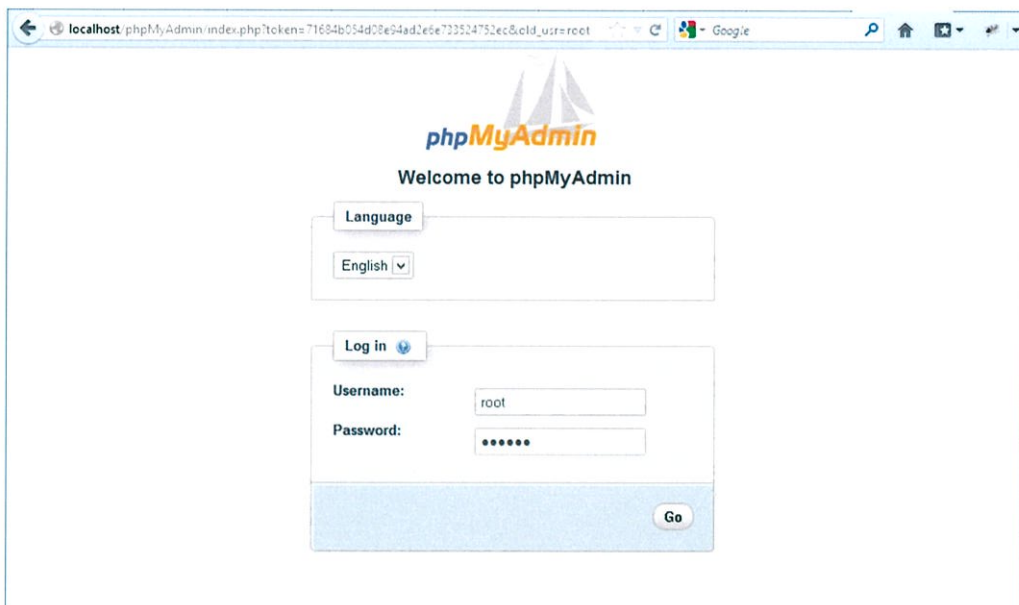 localhost/phpMyAdmin/index.php?token=71684b054d08e94ad2e6e723524752ec&old_usr=root
Google
phpMyAdmin
Welcome to phpMyAdmin
Language
English
Log in
Username:
root
Password:
••••••
Go